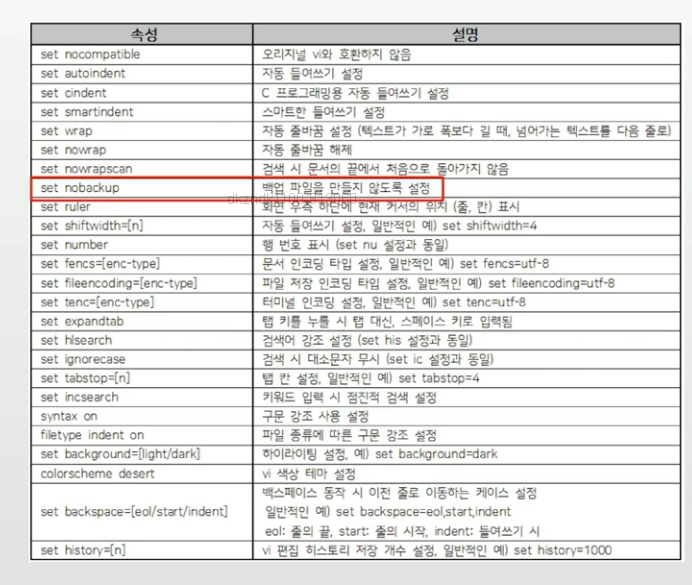 속성 설명
set nocompatible 오리지널 vi와 호환하지 않음
set autoindent 자동 들여쓰기 설정
set cindent C 프로그래밍용 자동 들여쓰기 설정
set smartindent 스마트한 들여쓰기 설정
set wrap 자동 줄바꿈 설정 (텍스트가 가로 폭보다 길 때, 넘어가는 텍스트를 다음 줄로)
set nowrap 자동 줄바꿈 해제
set nowrapscan 검색 시 문서의 끝에서 처음으로 돌아가지 않음
set nobackup 백업 파일을 만들지 않도록 설정
set ruler 화면 우측 하단에 현재 커서의 위치 (줄, 칸) 표시
set shiftwidth=[n] 자동 들여쓰기 설정, 일반적인 예) set shiftwidth=4
set number 행 번호 표시 (set nu 설정과 동일)
set fencs=[enc-type] 문서 인코딩 타입 설정, 일반적인 예) set fencs=utf-8
set fileencoding=[enc-type] 파일 저장 인코딩 타입 설정, 일반적인 예) set fileencoding=utf-8
set tenc=[enc-type] 터미널 인코딩 설정, 일반적인 예) set tenc=utf-8
set expandtab 탭 키를 누를 시 탭 대신, 스페이스 키로 입력됨
set hlsearch 검색어 강조 설정 (set his 설정과 동일)
set ignorecase 검색 시 대소문자 무시 (set ic 설정과 동일)
set tabstop=[n] 탭 칸 설정, 일반적인 예) set tabstop=4
set incsearch 키워드 입력 시 점진적 검색 설정
syntax on 구문 강조 사용 설정
filetype indent on 파일 종류에 따른 구문 강조 설정
set background=[light/dark] 하이라이팅 설정, 예) set background=dark
colorscheme desert vi 색상 테마 설정
백스페이스 동작 시 이전 줄로 이동하는 케이스 설정
set backspace=[eol/start/indent] 일반적인 예) set backspace=eol,start,indent
eol: 줄의 끝, start: 줄의 시작, indent: 들여쓰기 시
set history=[n] vi 편집 히스토리 저장 개수 설정, 일반적인 예) set history=1000